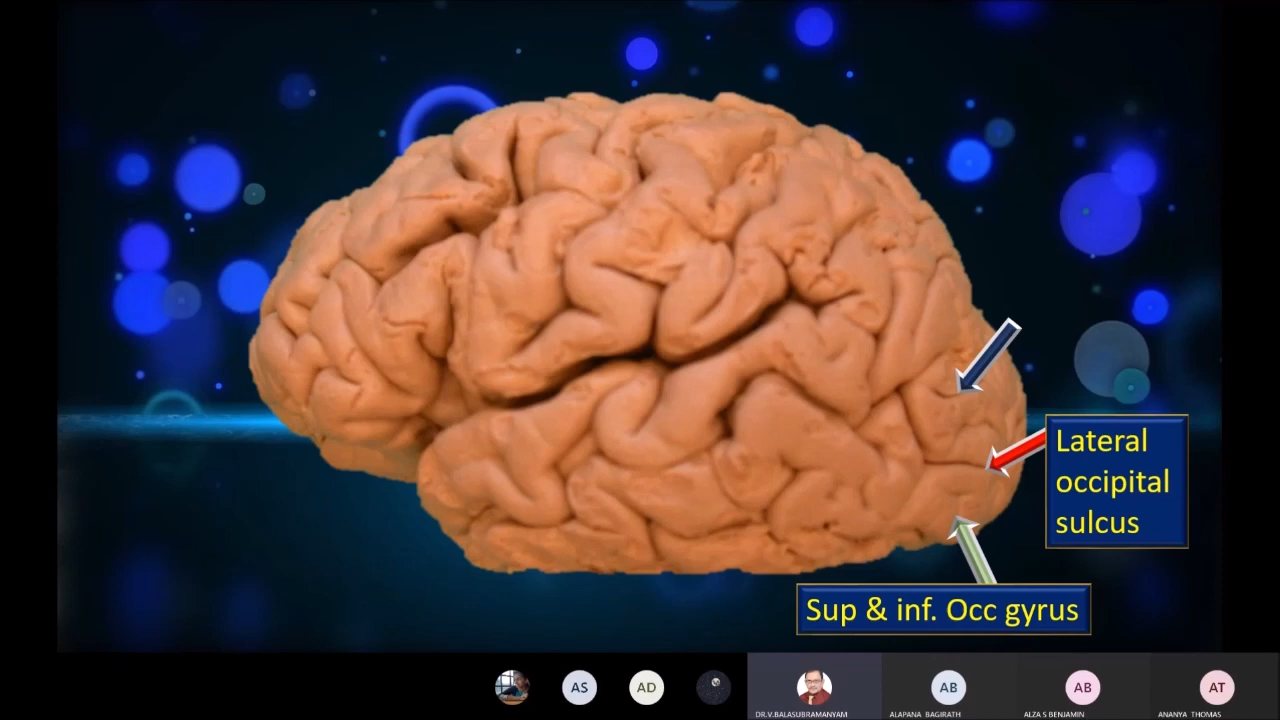 Lateral
occipital
sulcus
Sup & inf. Occ gyrus
AS
AD
AB
AB
AT
DR.V.BALASUBRAMANYAM
ALAPANA BAGIRATH
ALZA S BENJAMIN
ANANYA THOMAS